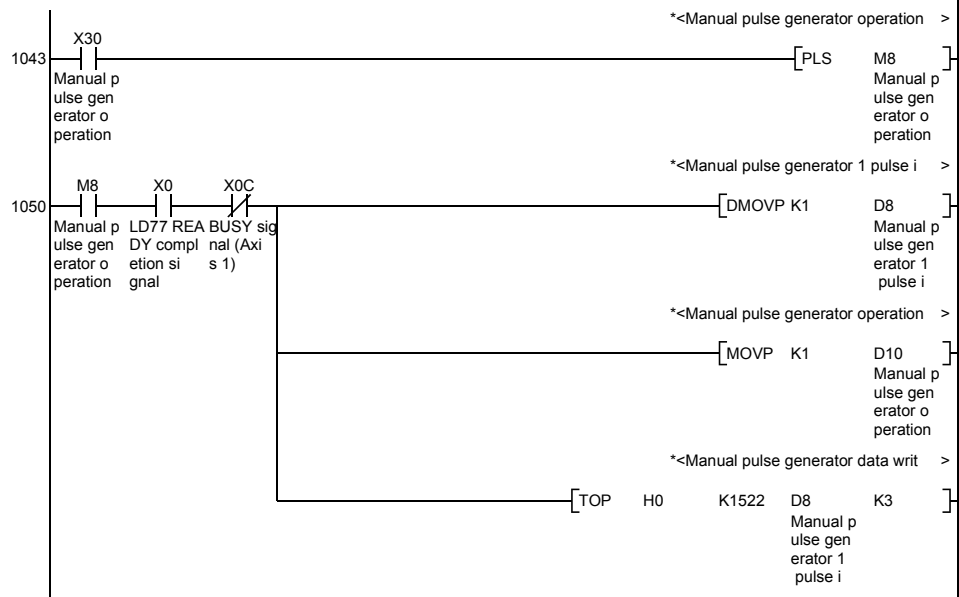 *<Manual pulse generator operation >
X30
1043
PLS M8
Manual p
ulse gen
erator o
peration
Manual p
ulse gen
erator o
peration
*<Manual pulse generator 1 pulse i >
M8 X0 X0C
1050
DMOVP K1 D8
Manual p
ulse gen
erator o
peration
LD77 REA
DY compl
etion si
gnal
BUSY sig
nal (Axi
s 1)
Manual p
ulse gen
erator 1
pulse i
*<Manual pulse generator operation >
MOVP K1 D10
Manual p
ulse gen
erator o
peration
*<Manual pulse generator data writ >
TOP H0 K1522 D8 K3
Manual p
ulse gen
erator 1
pulse i